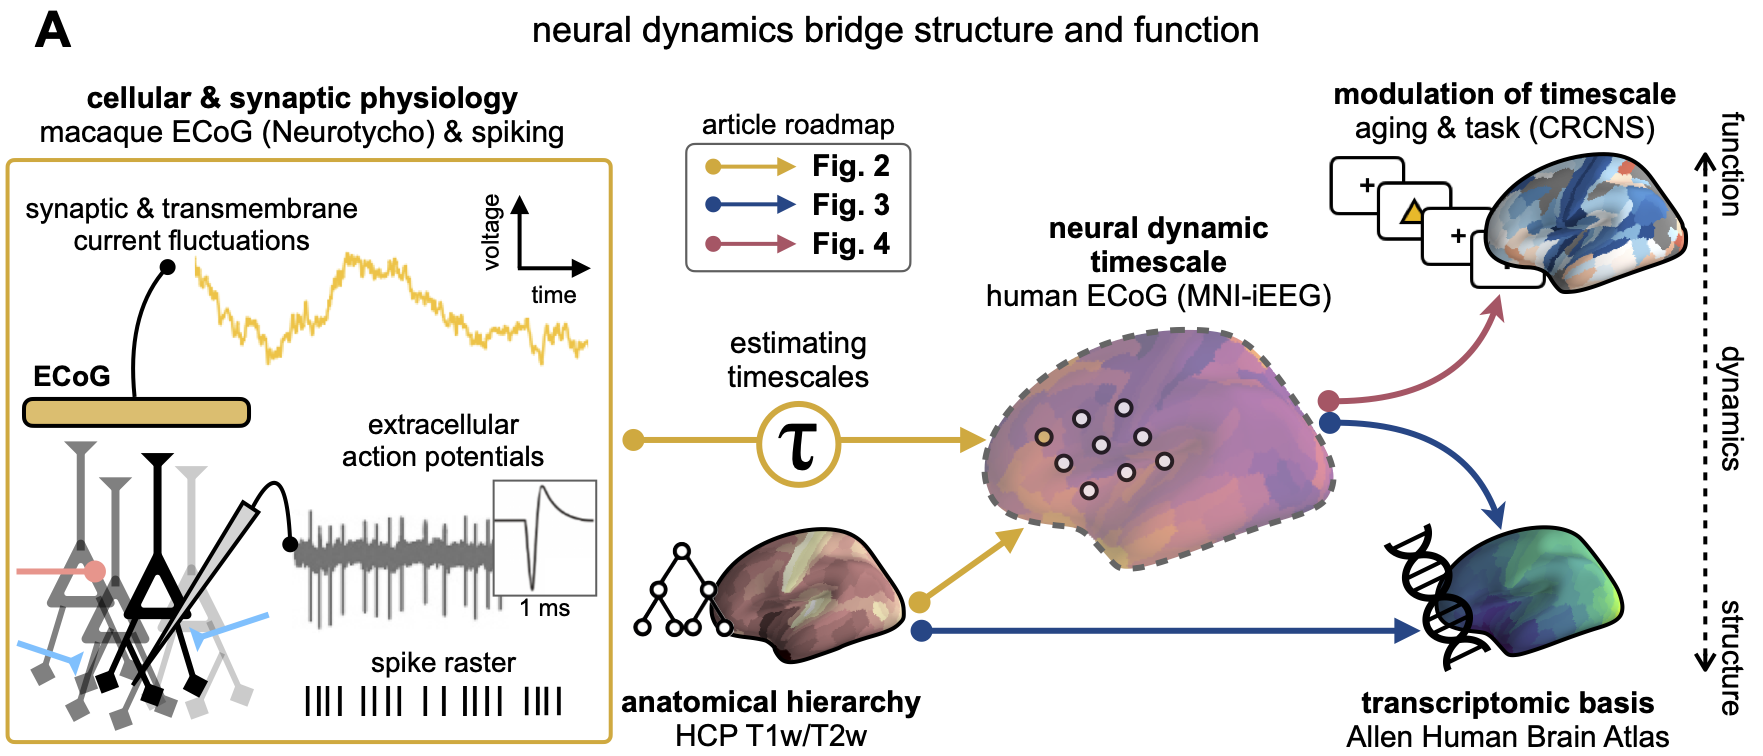 A
neural dynamics bridge structure and function
cellular & synaptic physiology
macaque ECoG (Neurotycho) & spiking
synaptic & transmembrane
current fluctuations
voltage
time
ECoG
extracellular
action potentials
1 ms
spike raster
article roadmap
Fig. 2
Fig. 3
Fig. 4
estimating
timescales
τ
neural dynamic
timescale
human ECoG (MNI-iEEG)
anatomical hierarchy
HCP T1w/T2w
modulation of timescale
aging & task (CRCNS)
+
+
transcriptomic basis
Allen Human Brain Atlas
function
dynamics
structure